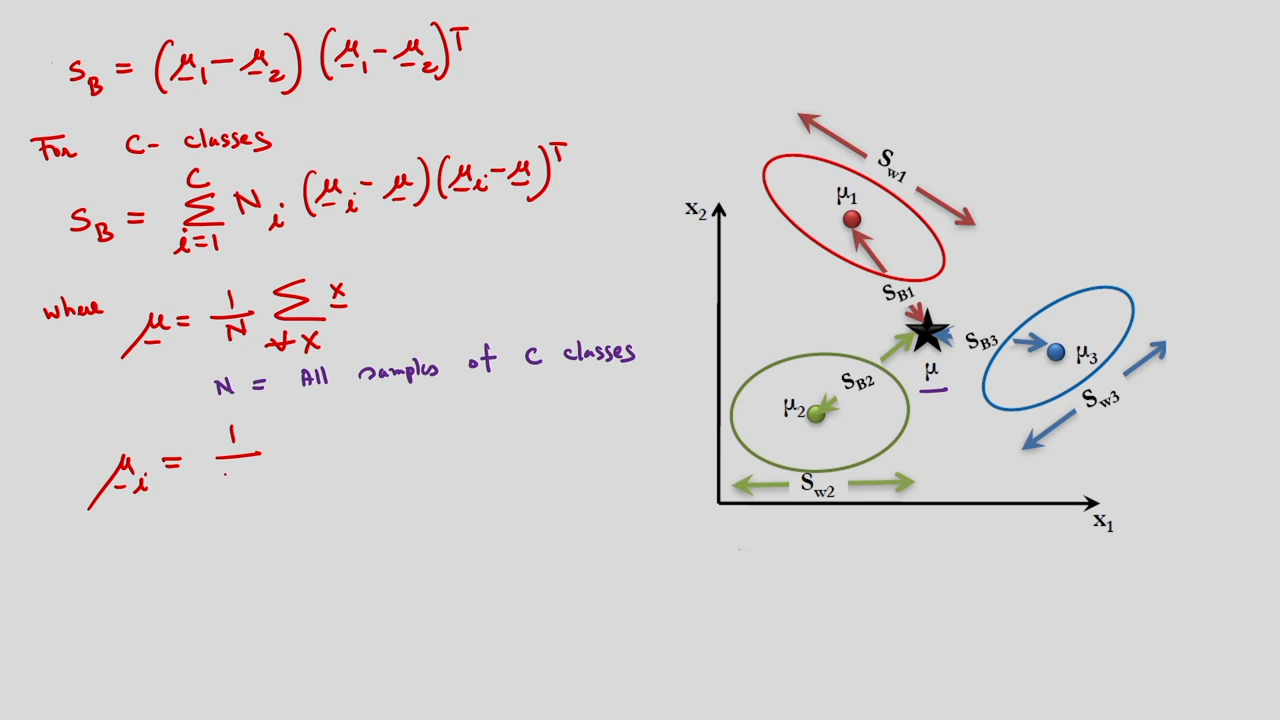 S_B = (μ_1 - μ_2) (μ_1 - μ_2)^T
For C- classes
S_B = Σ_{i=1}^{C} N_i (μ_i - μ)(μ_i - μ)^T
where μ = 1/N Σ_{∀x} x
N = All samples of C classes
μ_i = 1/
S_w1
μ_1
x_2
S_B1
S_B3
μ_3
μ
S_B2
μ_2
S_w3
S_w2
x_1